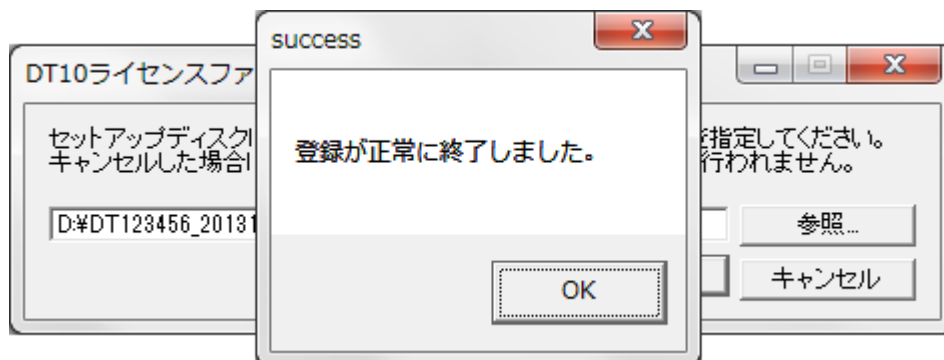 success
DT10ライセンスファ
セットアップディスク
を指定してください。
キャンセルした場合
行われません。
登録が正常に終了しました。
D:¥DT123456_20131
参照...
OK
キャンセル